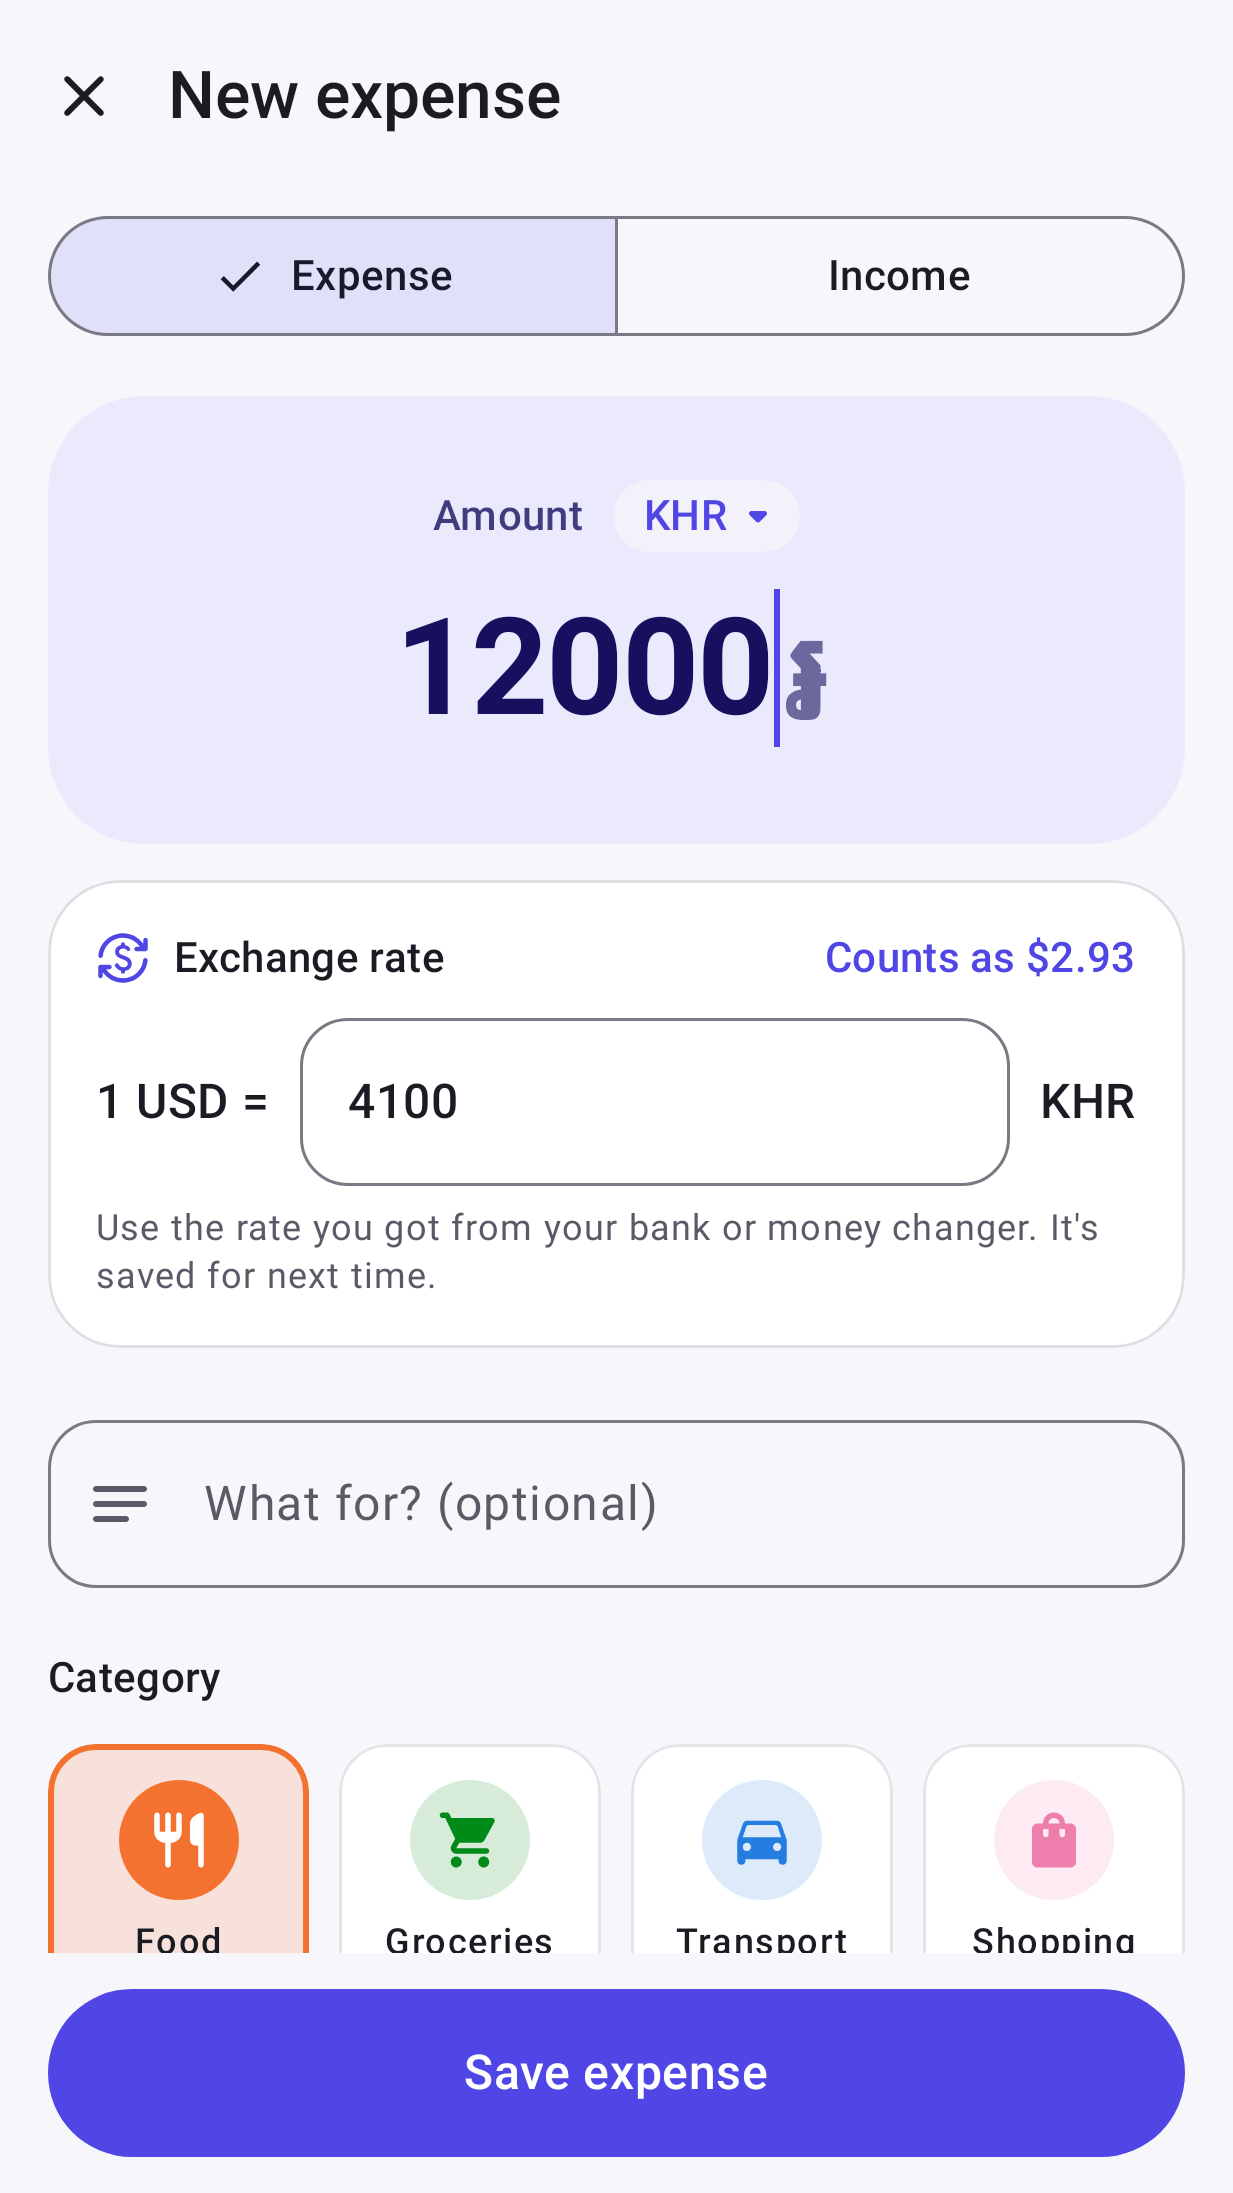 New expense
Expense
Income
Amount KHR
12000៛
Exchange rate
Counts as $2.93
1 USD = 4100 KHR
Use the rate you got from your bank or money changer. It's
saved for next time.
What for? (optional)
Category
Food
Groceries
Transport
Shopping
Save expense